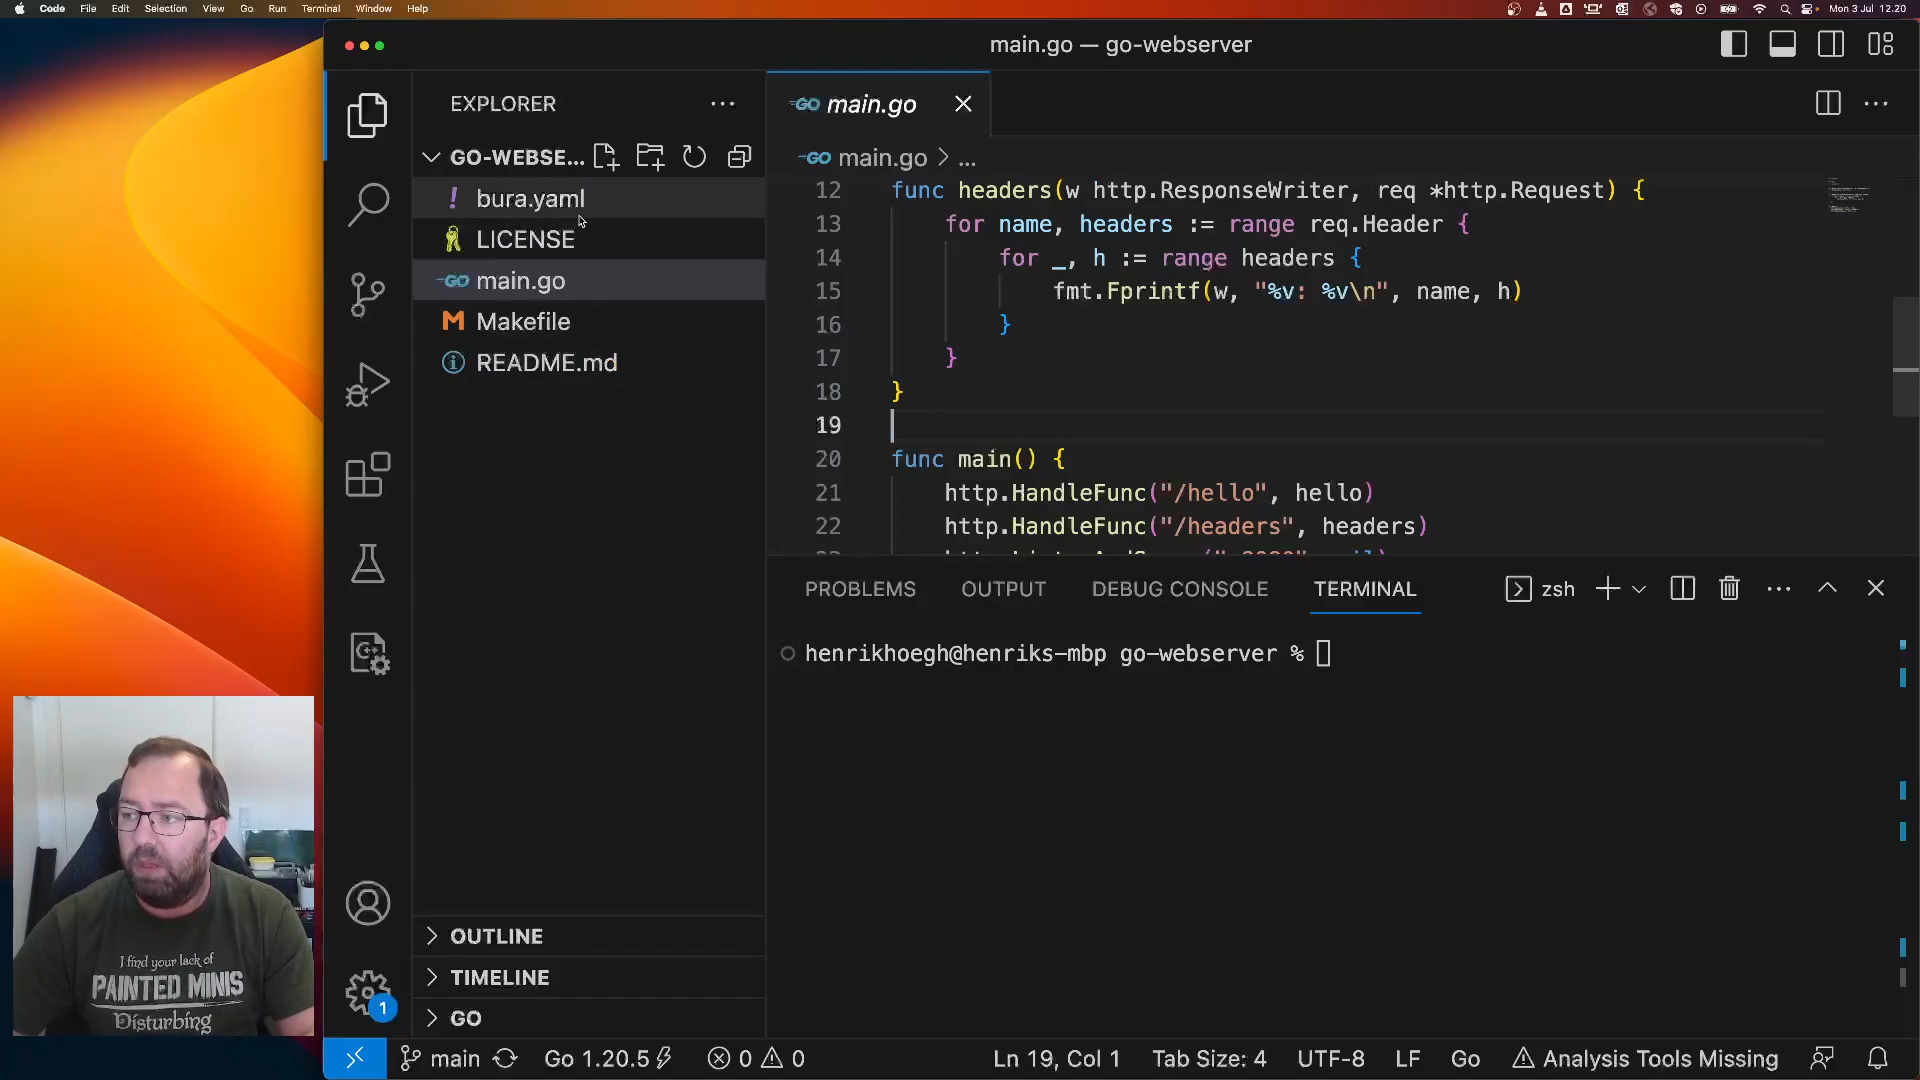 Code File Edit Selection View Go Run Terminal Window Help
Mon 3 Jul 12.20
main.go — go-webserver
EXPLORER
GO-WEBSE...
bura.yaml
LICENSE
main.go
Makefile
README.md
OUTLINE
TIMELINE
GO
main.go
main.go > ...
12 func headers(w http.ResponseWriter, req *http.Request) {
13 for name, headers := range req.Header {
14 for _, h := range headers {
15 fmt.Fprintf(w, "%v: %v\n", name, h)
16 }
17 }
18 }
19
20 func main() {
21 http.HandleFunc("/hello", hello)
22 http.HandleFunc("/headers", headers)
PROBLEMS OUTPUT DEBUG CONSOLE TERMINAL zsh
henrikhoegh@henriks-mbp go-webserver %
I find your lack of
PAINTED MINIS
Disturbing
1
main Go 1.20.5 0 0 Ln 19, Col 1 Tab Size: 4 UTF-8 LF Go Analysis Tools Missing